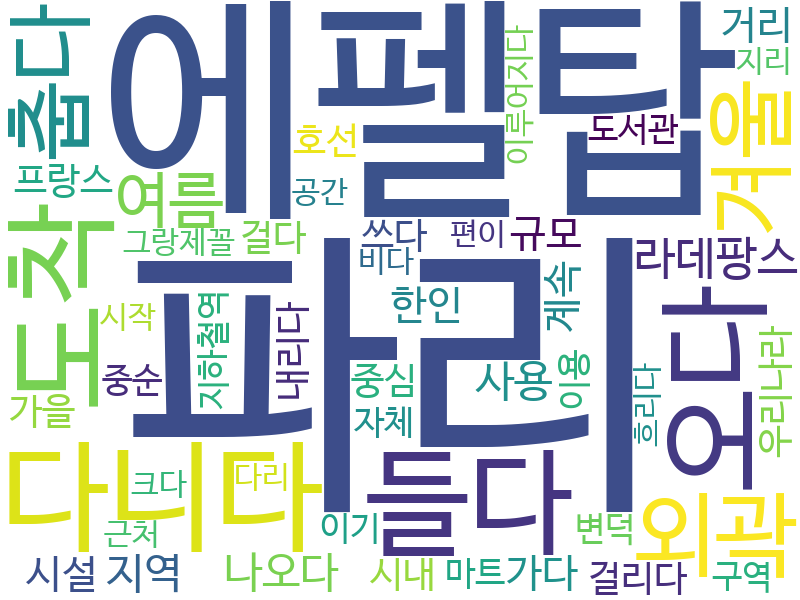 에펠탑
파리
춥다
거리
지리
겨울
도서관
이루어지다
호선
프랑스
여름
공간
도착
그랑제꼴
걷다
쓰다
편이
규모
비다
라데팡스
오다
시작
지하철역
내리다
한인
계속
중순
중심
사용
이용
자체
흐리다
우리나라
가을
다니다
크다
다리
들다
외곽
근처
이기
변덕
시설
지역
나오다
시내
마트
가다
걸리다
구역